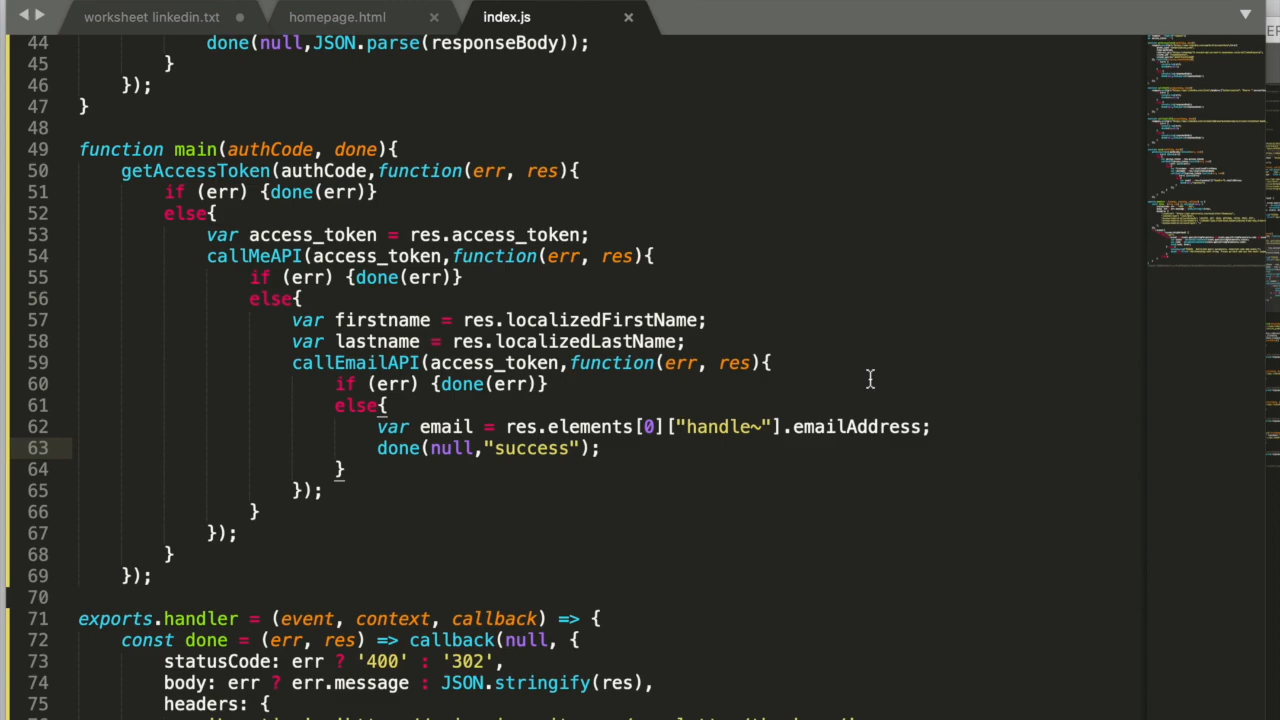 worksheet linkedin.txt
homepage.html
index.js
44 done(null,JSON.parse(responseBody));
45 }
46 });
47 }
48
49 function main(authCode, done){
50 getAccessToken(authCode,function(err, res){
51 if (err) {done(err)}
52 else{
53 var access_token = res.access_token;
54 callMeAPI(access_token,function(err, res){
55 if (err) {done(err)}
56 else{
57 var firstname = res.localizedFirstName;
58 var lastname = res.localizedLastName;
59 callEmailAPI(access_token,function(err, res){
60 if (err) {done(err)}
61 else{
62 var email = res.elements[0]["handle~"].emailAddress;
63 done(null,"success");
64 }
65 });
66 }
67 });
68 }
69 });
70
71 exports.handler = (event, context, callback) => {
72 const done = (err, res) => callback(null, {
73 statusCode: err ? '400' : '302',
74 body: err ? err.message : JSON.stringify(res),
75 headers: {